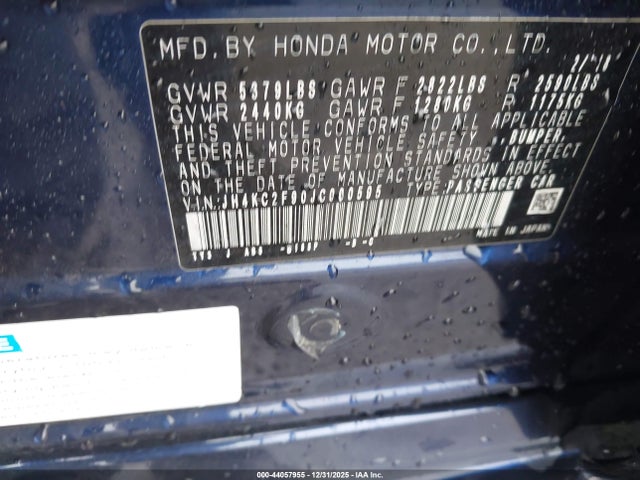 MFD. BY HONDA MOTOR CO., LTD. 2/'18
GVWR 5379LBS GAWR F 2822LBS R 2590LBS
GVWR 2440KG GAWR F 1280KG R 1175KG
THIS VEHICLE CONFORMS TO ALL APPLICABLE
FEDERAL MOTOR VEHICLE SAFETY, BUMPER,
AND THEFT PREVENTION STANDARDS IN EFFECT
ON THE DATE OF MANUFACTURE SHOWN ABOVE.
V.I.N: JH4KC2F00JC000595 TYPE: PASSENGER CAR
MADE IN JAPAN
000-44057955 - 12/31/2025 - IAA Inc.